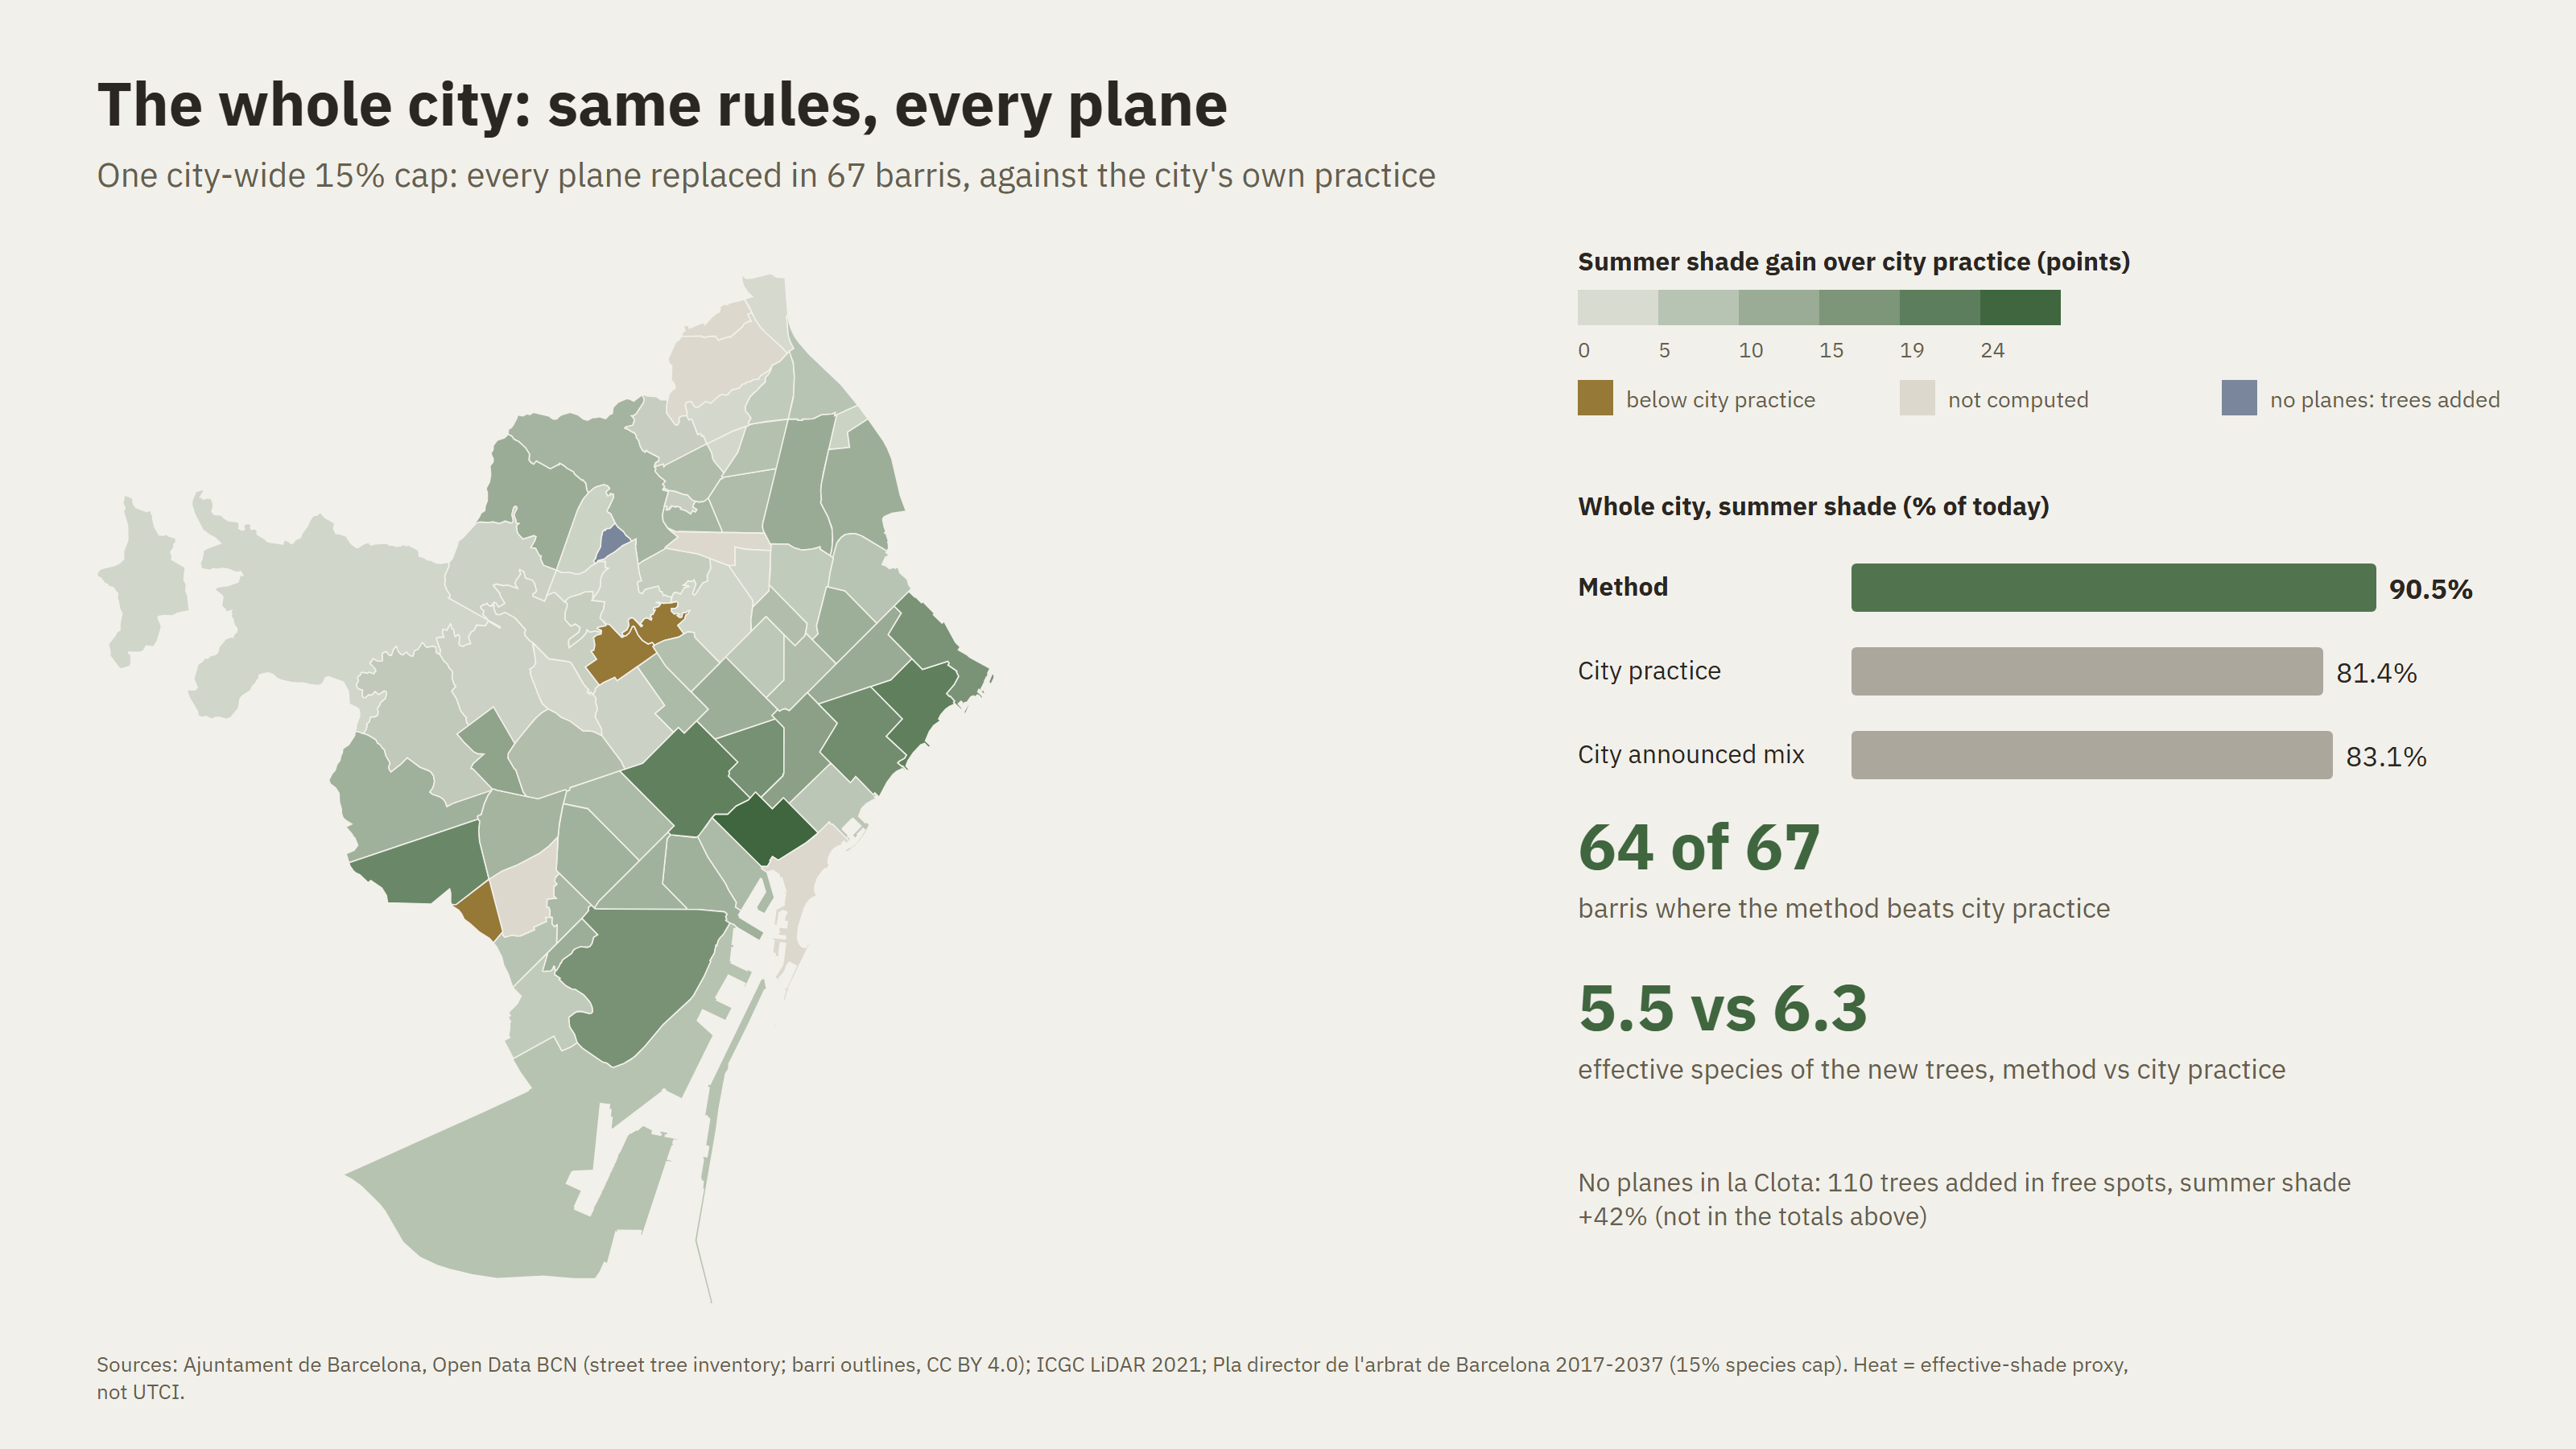 The whole city: same rules, every plane
One city-wide 15% cap: every plane replaced in 67 barris, against the city's own practice
Summer shade gain over city practice (points)
0 5 10 15 19 24
below city practice not computed no planes: trees added
Whole city, summer shade (% of today)
Method 90.5%
City practice 81.4%
City announced mix 83.1%
64 of 67
barris where the method beats city practice
5.5 vs 6.3
effective species of the new trees, method vs city practice
No planes in la Clota: 110 trees added in free spots, summer shade
+42% (not in the totals above)
Sources: Ajuntament de Barcelona, Open Data BCN (street tree inventory; barri outlines, CC BY 4.0); ICGC LiDAR 2021; Pla director de l'arbrat de Barcelona 2017-2037 (15% species cap). Heat = effective-shade proxy,
not UTCI.